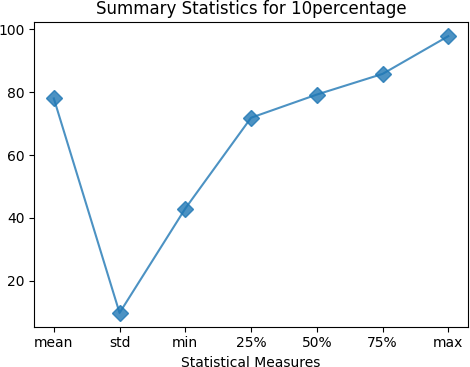 Summary Statistics for 10percentage
100
80
60
40
20
mean std min 25% 50% 75% max
Statistical Measures